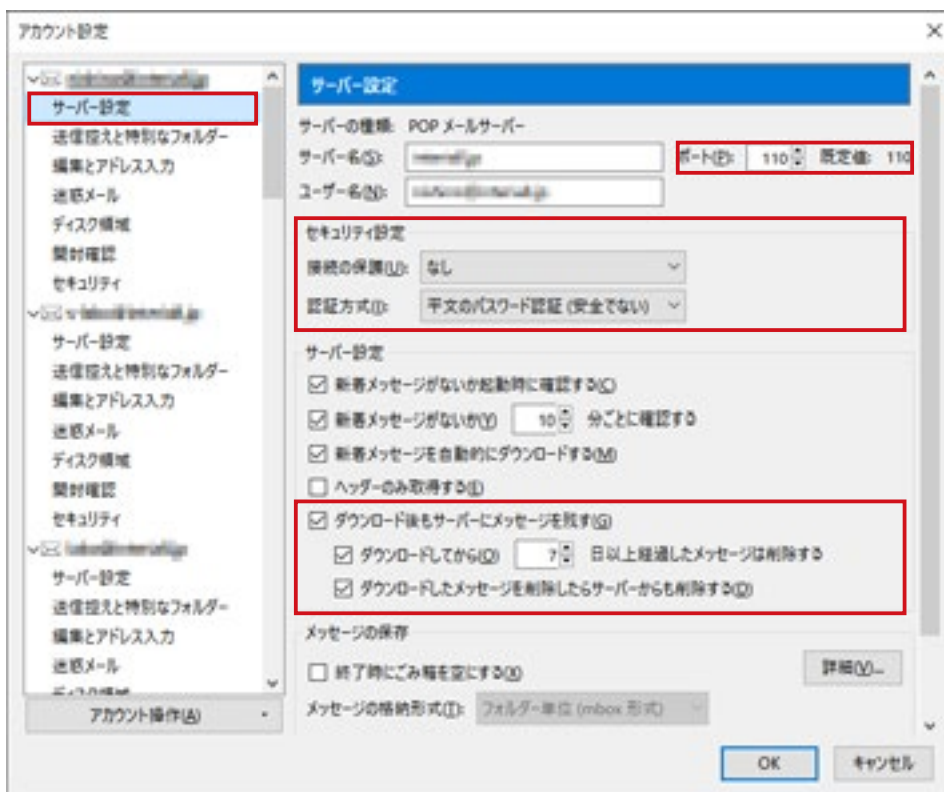 アカウント設定
サーバー設定
送信控えと特別なフォルダー
編集とアドレス入力
迷惑メール
ディスク領域
開封確認
セキュリティ
サーバー設定
送信控えと特別なフォルダー
編集とアドレス入力
迷惑メール
ディスク領域
開封確認
セキュリティ
サーバー設定
送信控えと特別なフォルダー
編集とアドレス入力
迷惑メール
ディスク領域
アカウント操作(A)
サーバー設定
サーバーの種類: POP メールサーバー
サーバー名(S): ポート(P): 110 既定値: 110
ユーザー名(N):
セキュリティ設定
接続の保護(U): なし
認証方式(I): 平文のパスワード認証 (安全でない)
サーバー設定
新着メッセージがないか起動時に確認する(C)
新着メッセージがないか(Y) 10 分ごとに確認する
新着メッセージを自動的にダウンロードする(M)
ヘッダーのみ取得する(E)
ダウンロード後もサーバーにメッセージを残す(G)
ダウンロードしてから(O) 7 日以上経過したメッセージは削除する
ダウンロードしたメッセージを削除したらサーバーからも削除する(D)
メッセージの保存
終了時にごみ箱を空にする(X) 詳細(V)...
メッセージの格納形式(T): フォルダー単位 (mbox 形式)
OK キャンセル